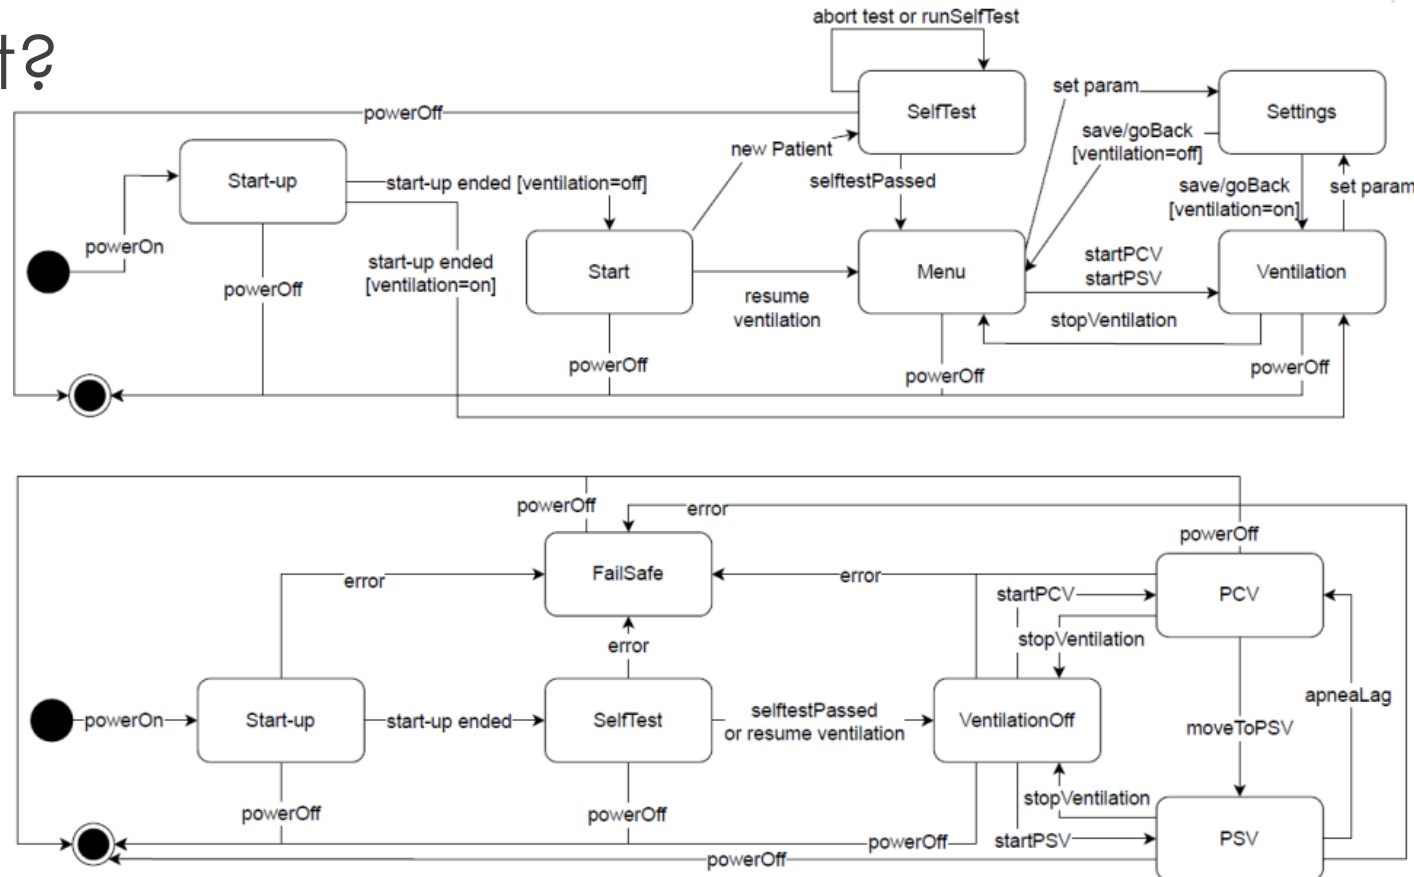 t?
abort test or runSelfTest
SelfTest
set param
Settings
powerOff
new Patient
save/goBack
[ventilation=off]
Start-up
start-up ended [ventilation=off]
selftestPassed
save/goBack
[ventilation=on]
set param
powerOn
start-up ended
[ventilation=on]
powerOff
Start
resume
ventilation
Menu
startPCV
startPSV
Ventilation
stopVentilation
powerOff
powerOff
powerOff
powerOff
error
powerOff
FailSafe
error
error
startPCV
PCV
stopVentilation
error
apneaLag
powerOn
Start-up
start-up ended
SelfTest
selftestPassed
or resume ventilation
VentilationOff
moveToPSV
stopVentilation
powerOff
powerOff
powerOff
startPSV
PSV
powerOff